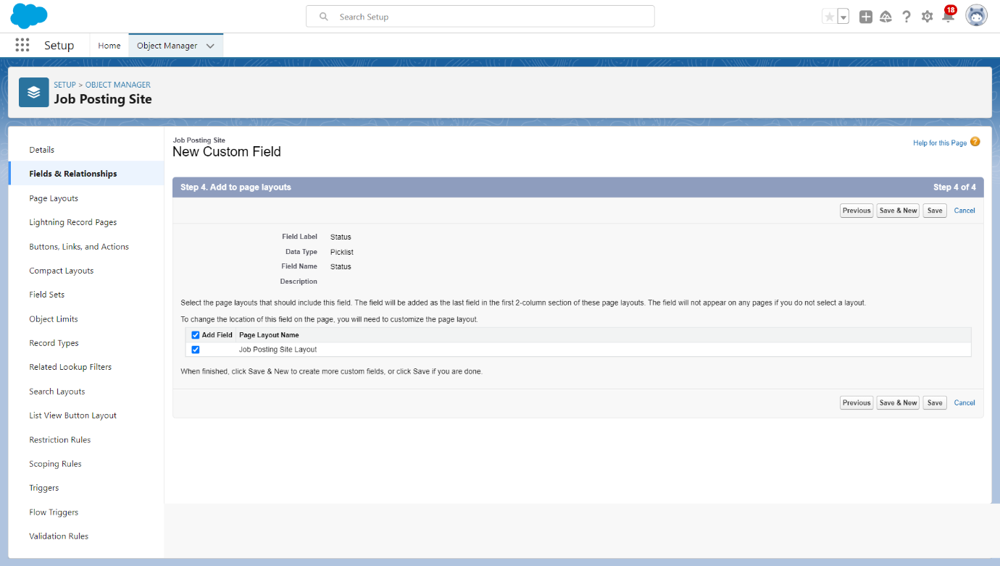 Search Setup
18
Setup
Home
Object Manager
SETUP > OBJECT MANAGER
Job Posting Site
Details
Fields & Relationships
Page Layouts
Lightning Record Pages
Buttons, Links, and Actions
Compact Layouts
Field Sets
Object Limits
Record Types
Related Lookup Filters
Search Layouts
List View Button Layout
Restriction Rules
Scoping Rules
Triggers
Flow Triggers
Validation Rules
Job Posting Site
New Custom Field
Help for this Page ?
Step 4. Add to page layouts Step 4 of 4
Previous Save & New Save Cancel
Field Label Status
Data Type Picklist
Field Name Status
Description
Select the page layouts that should include this field. The field will be added as the last field in the first 2-column section of these page layouts. The field will not appear on any pages if you do not select a layout.
To change the location of this field on the page, you will need to customize the page layout.
Add Field Page Layout Name
Job Posting Site Layout
When finished, click Save & New to create more custom fields, or click Save if you are done.
Previous Save & New Save Cancel